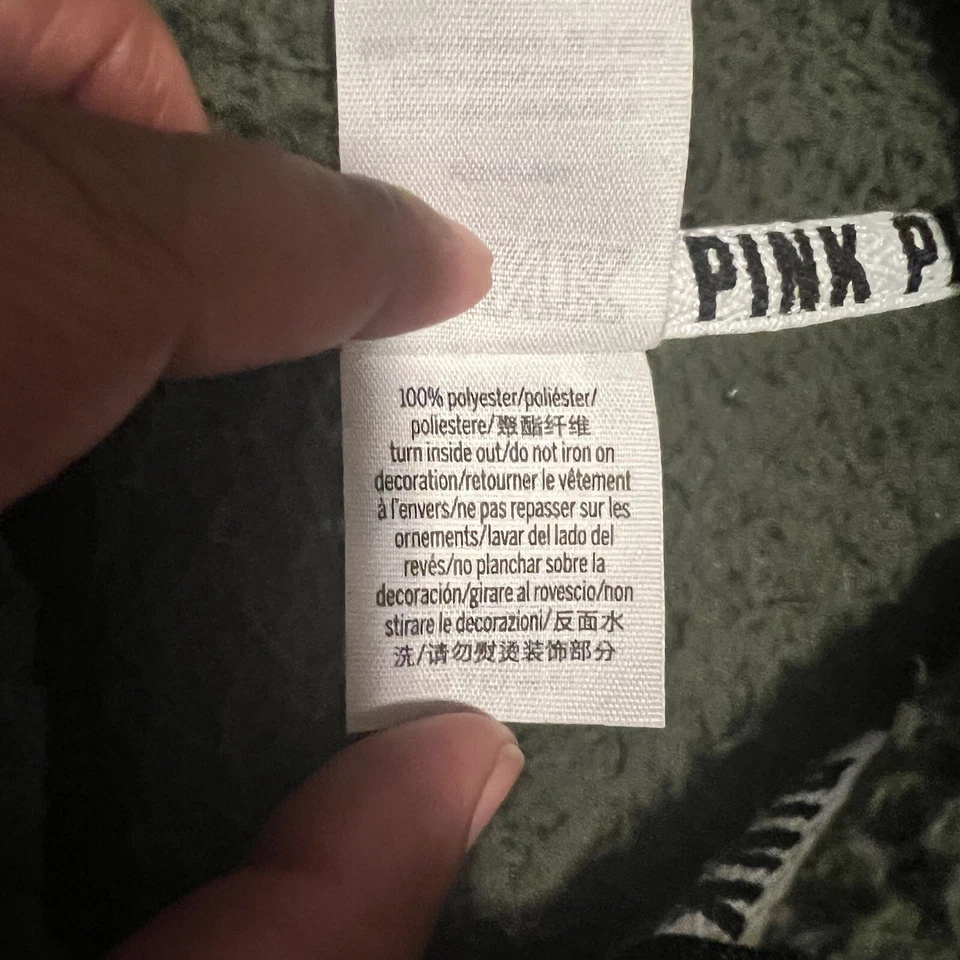 PINK P
100% polyester/poliéster/
poliestere/聚酯纤维
turn inside out/do not iron on
decoration/retourner le vêtement
à l'envers/ne pas repasser sur les
ornements/lavar del lado del
revés/no planchar sobre la
decoración/girare al rovescio/non
stirare le decorazioni/反面水
洗/请勿熨烫装饰部分